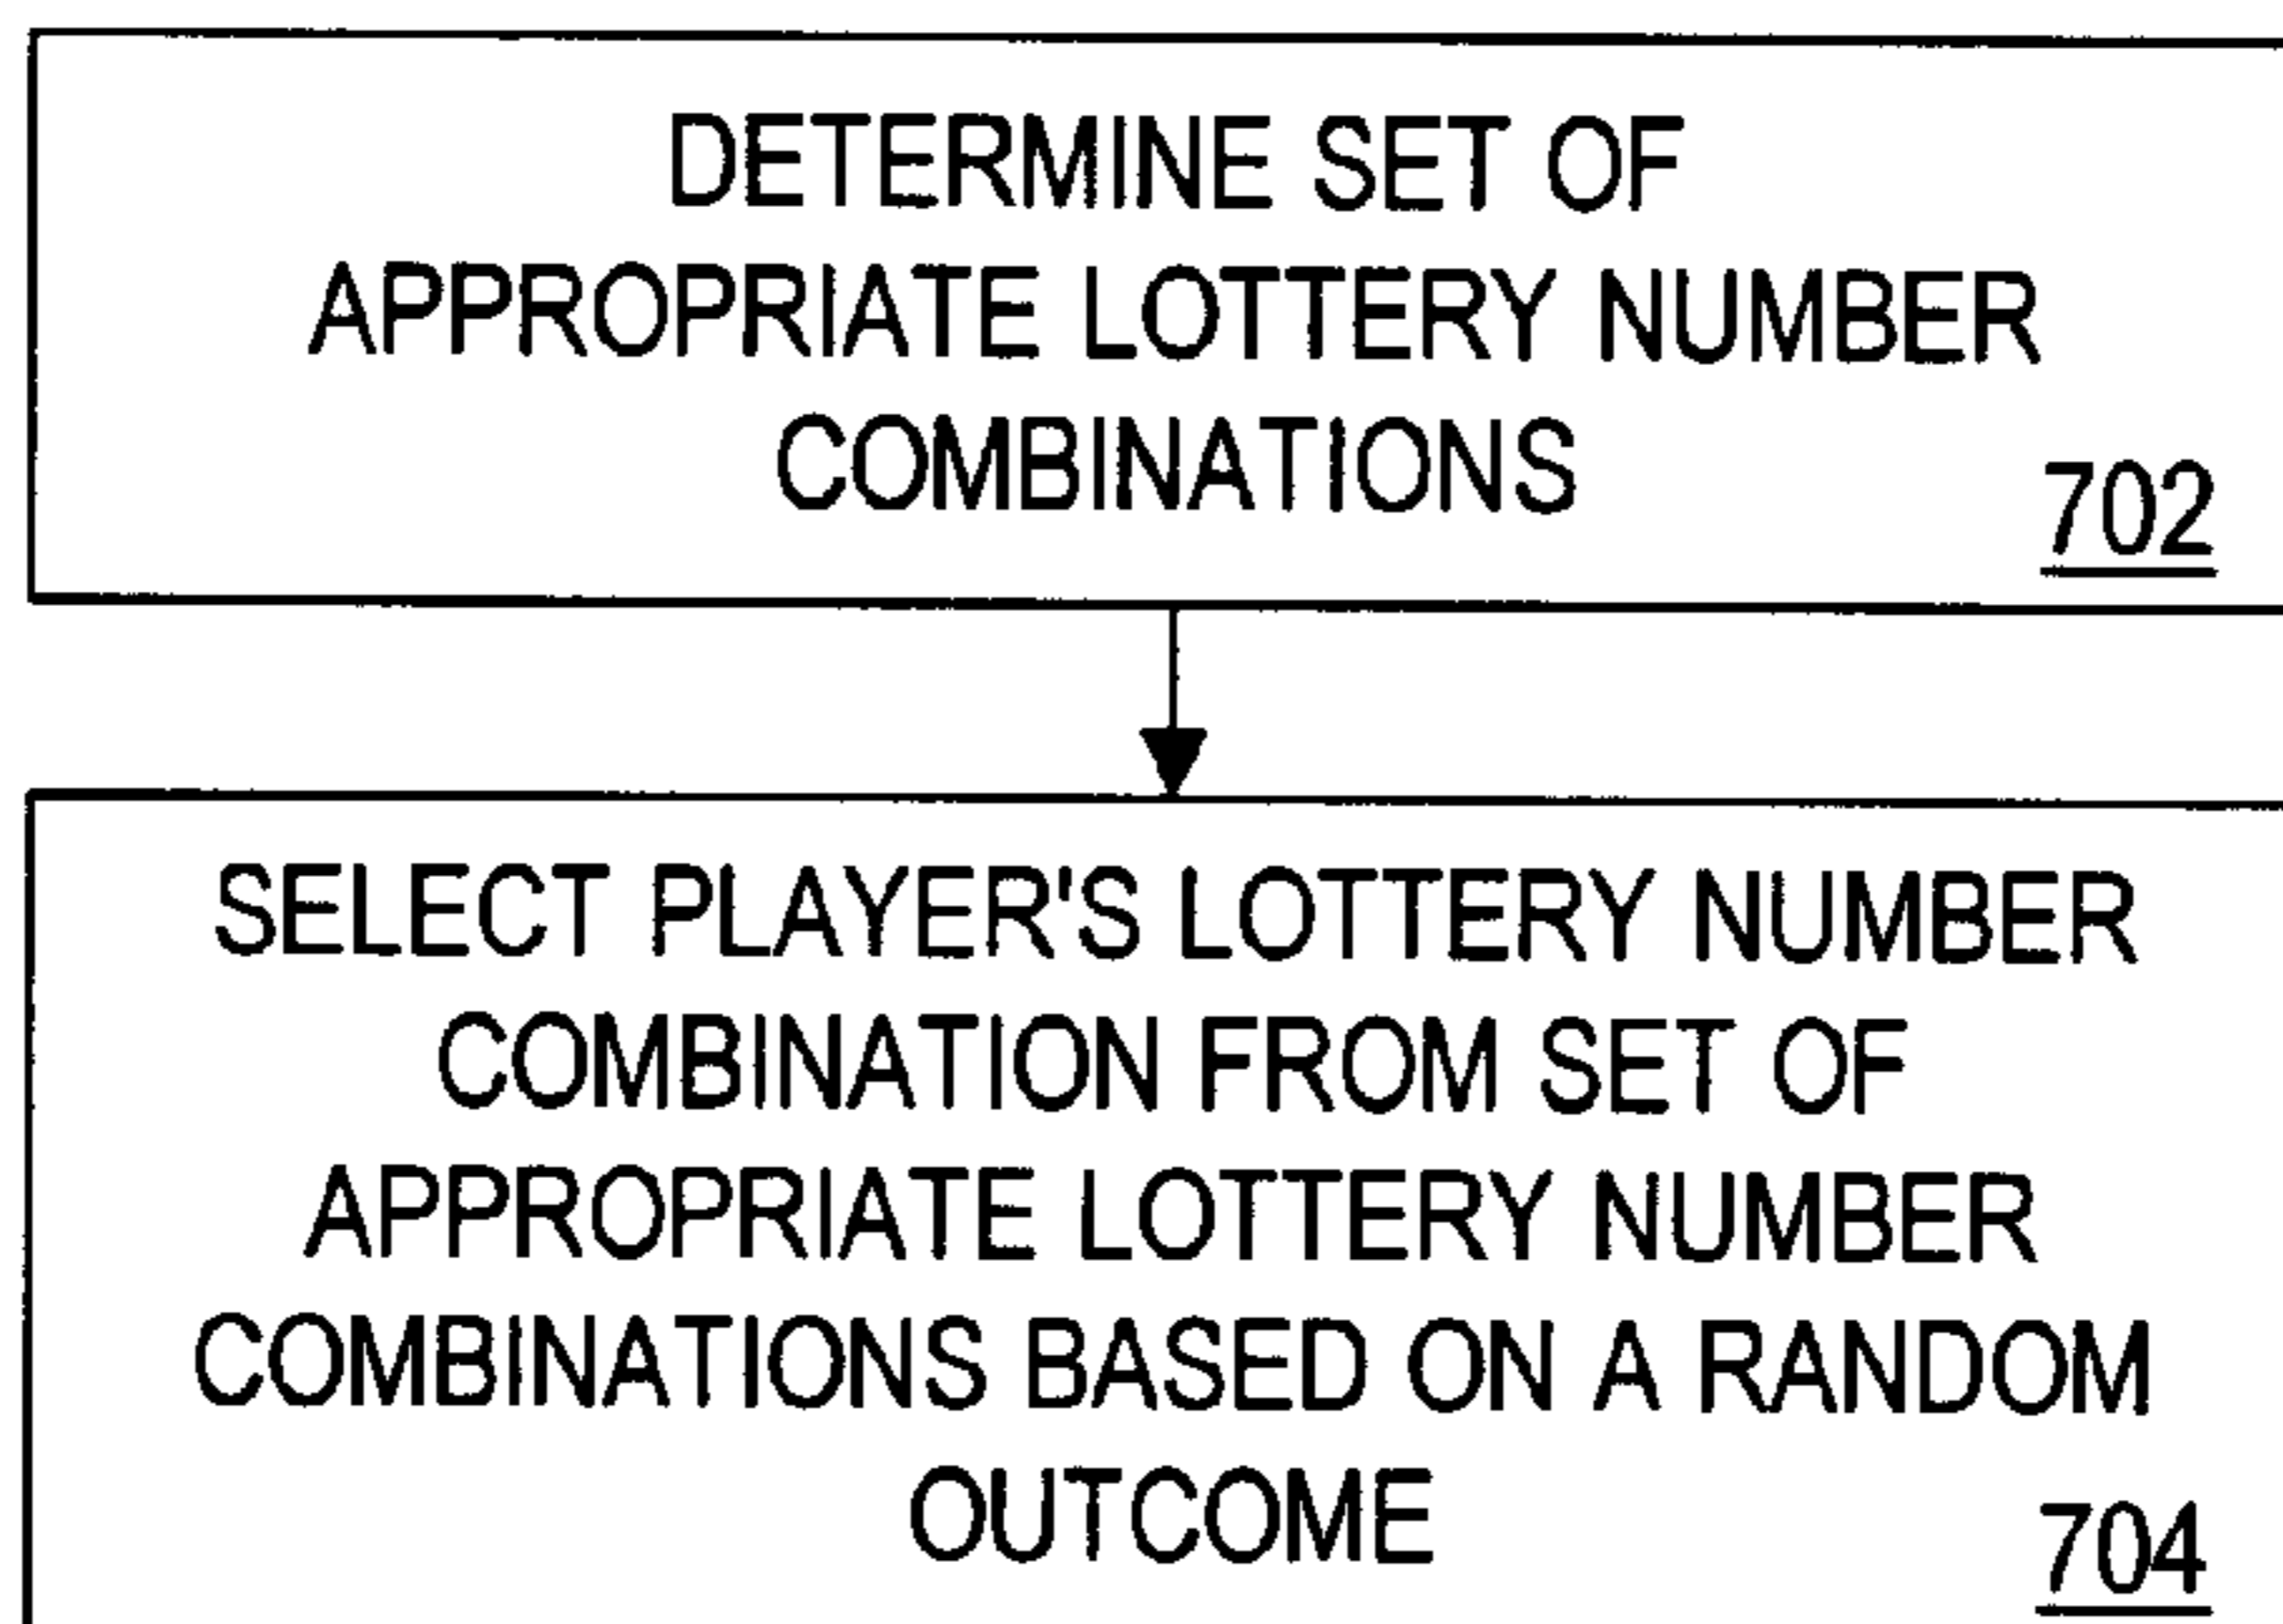 DETERMINE SET OF
APPROPRIATE LOTTERY NUMBER
COMBINATIONS
702
SELECT PLAYER'S LOTTERY NUMBER
COMBINATION FROM SET OF
APPROPRIATE LOTTERY NUMBER
COMBINATIONS BASED ON A RANDOM
OUTCOME
704